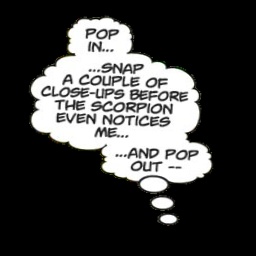 POP
IN...
...SNAP
A COUPLE OF
CLOSE-UPS BEFORE
THE SCORPION
EVEN NOTICES
ME...
...AND POP
OUT --